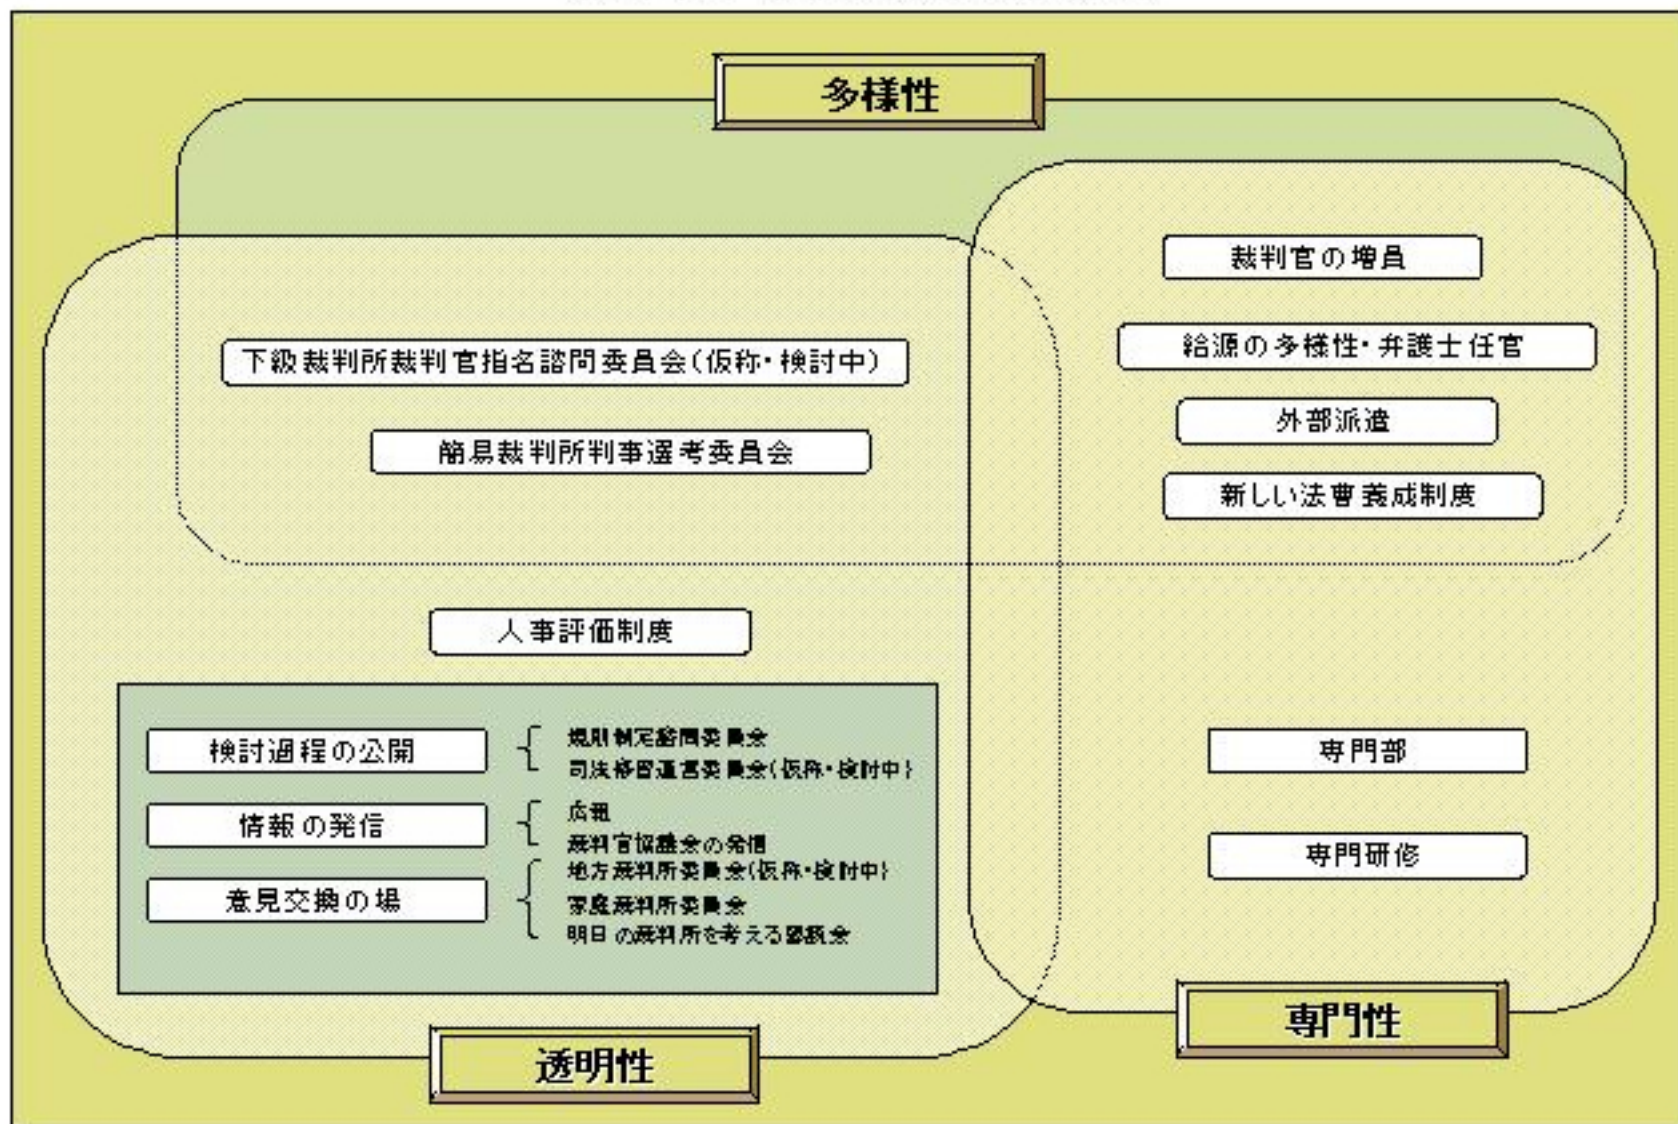 多様性
裁判官の増員
下級裁判所裁判官指名諮問委員会(仮称・検討中)
給源の多様性・弁護士任官
簡易裁判所判事選考委員会
外部派遣
新しい法曹養成制度
人事評価制度
検討過程の公開
規則制定諮問委員会
司法修習運営委員会(仮称・検討中)
情報の発信
広報
裁判官協議会の発信
意見交換の場
地方裁判所委員会(仮称・検討中)
家庭裁判所委員会
明日の裁判所を考える懇談会
専門部
専門研修
専門性
透明性